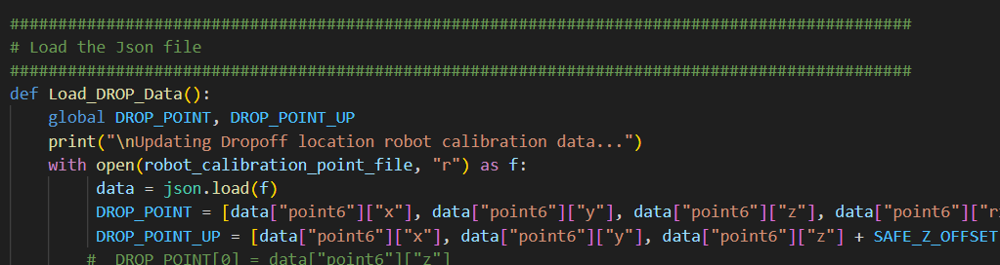 #############################################################################################
# Load the Json file
#############################################################################################
def Load_DROP_Data():
global DROP_POINT, DROP_POINT_UP
print("\nUpdating Dropoff location robot calibration data...")
with open(robot_calibration_point_file, "r") as f:
data = json.load(f)
DROP_POINT = [data["point6"]["x"], data["point6"]["y"], data["point6"]["z"], data["point6"]["r
DROP_POINT_UP = [data["point6"]["x"], data["point6"]["y"], data["point6"]["z"] + SAFE_Z_OFFSET
# DROP_POINT[0] = data["point6"]["z"]